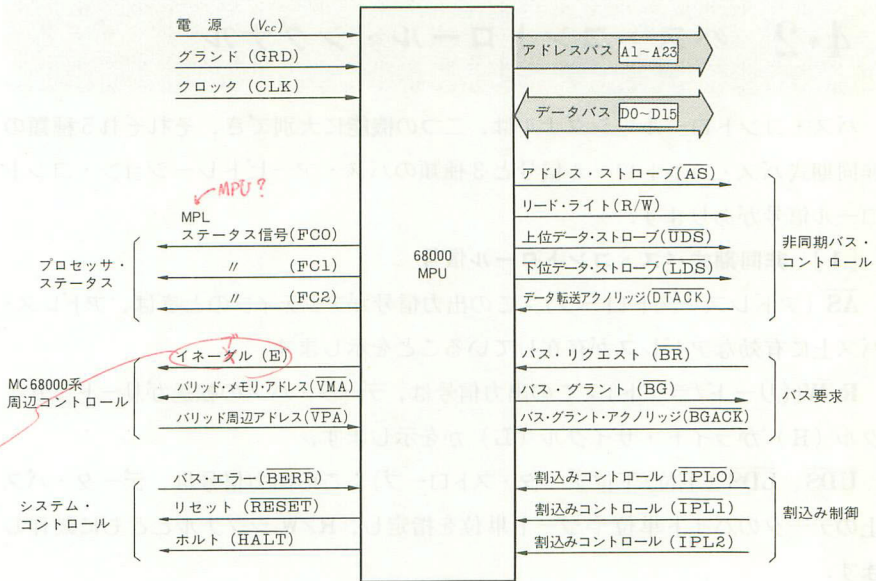 電　源　(Vcc)
グランド (GRD)
クロック (CLK)
アドレスバス A1~A23
データバス D0~D15
MPU?
MPL
ステータス信号(FC0)
〃　(FC1)
〃　(FC2)
プロセッサ・
ステータス
68000
MPU
アドレス・ストローブ(AS)
リード・ライト(R/W)
上位データ・ストローブ(UDS)
下位データ・ストローブ(LDS)
データ転送アクノリッジ(DTACK)
非同期バス・
コントロール
イネーブル (E)
バリッド・メモリ・アドレス(VMA)
バリッド周辺アドレス(VPA)
MC68000系
周辺コントロール
バス・リクエスト (BR)
バス・グラント (BG)
バス・グラント・アクノリッジ(BGACK)
バス要求
バス・エラー(BERR)
リセット (RESET)
ホルト (HALT)
システム・
コントロール
割込みコントロール (IPL0)
割込みコントロール (IPL1)
割込みコントロール (IPL2)
割込み制御